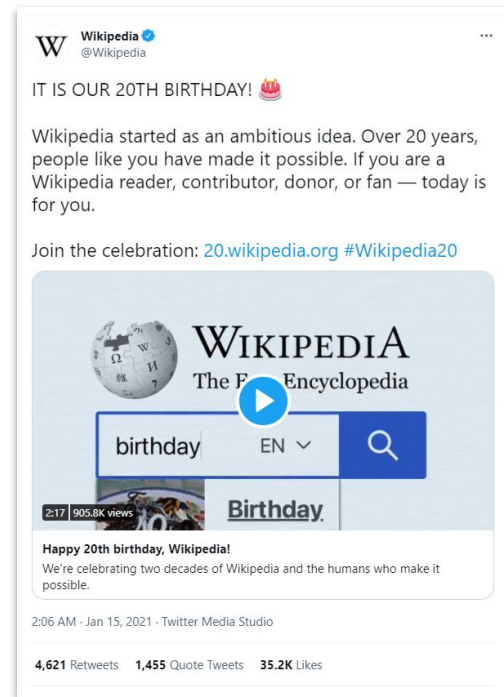 Wikipedia
@Wikipedia
IT IS OUR 20TH BIRTHDAY! 🎂
Wikipedia started as an ambitious idea. Over 20 years,
people like you have made it possible. If you are a
Wikipedia reader, contributor, donor, or fan — today is
for you.
Join the celebration: 20.wikipedia.org #Wikipedia20
WIKIPEDIA
The Encyclopedia
birthday EN
Birthday
2:17 905.8K views
Happy 20th birthday, Wikipedia!
We're celebrating two decades of Wikipedia and the humans who make it
possible.
2:06 AM · Jan 15, 2021 · Twitter Media Studio
4,621 Retweets 1,455 Quote Tweets 35.2K Likes